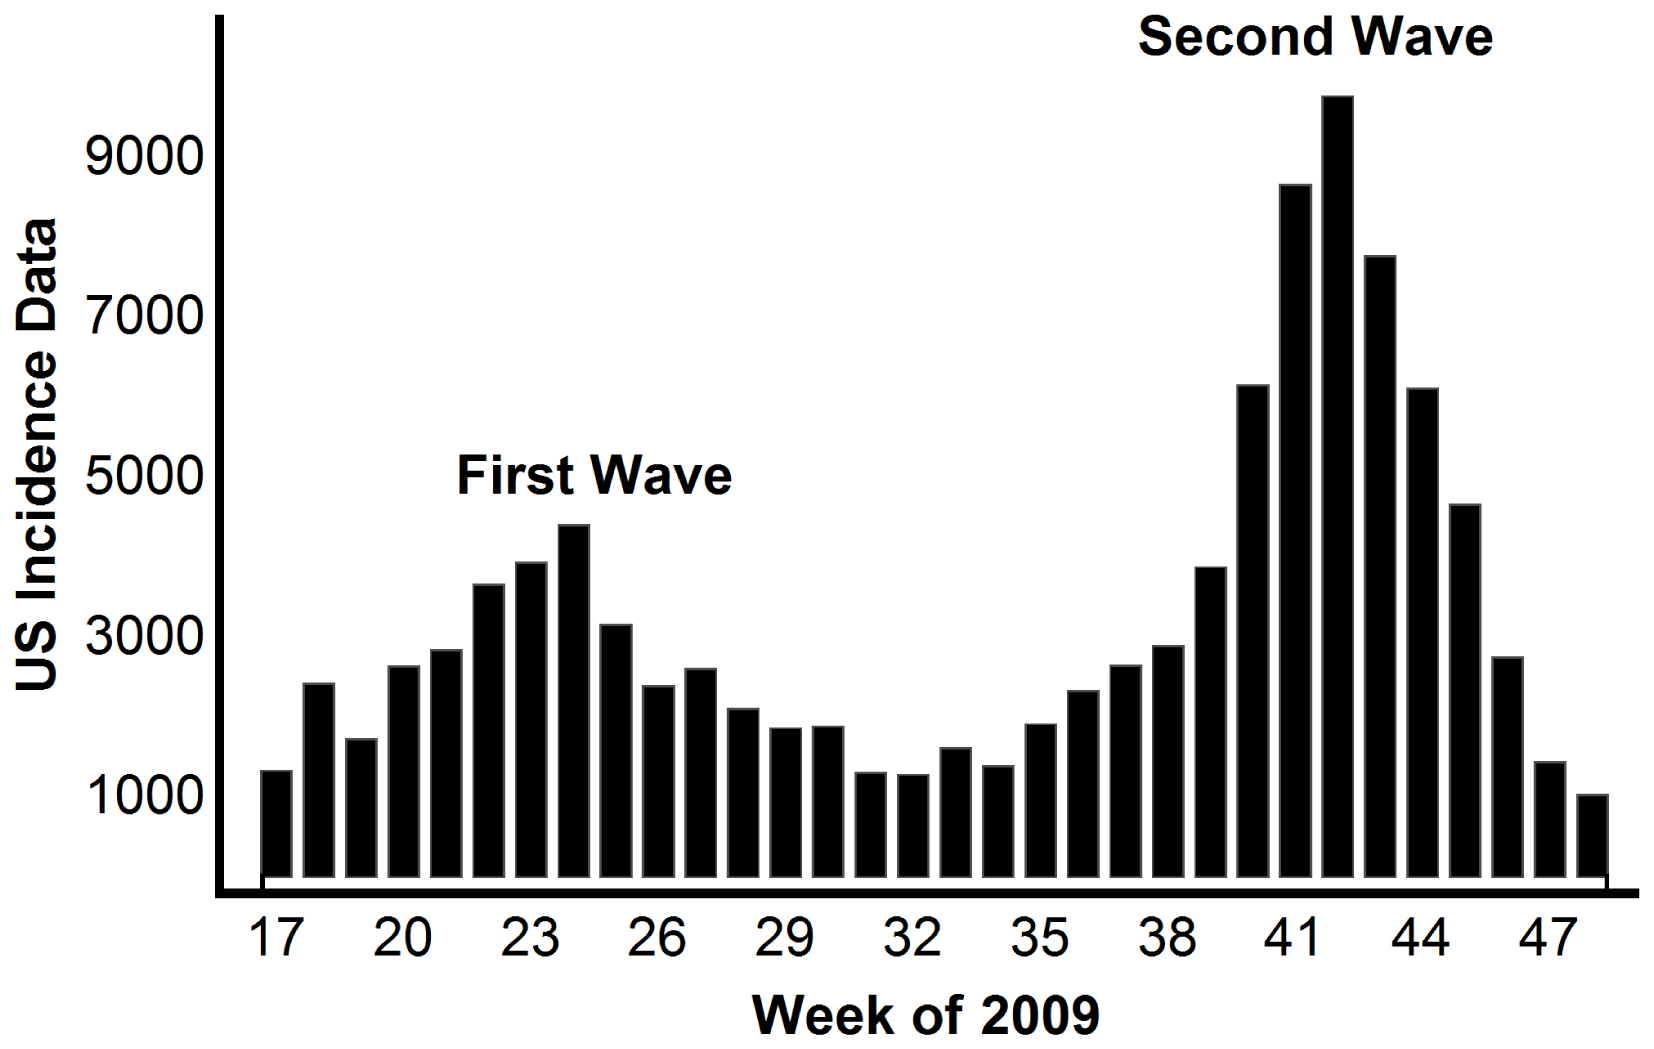 Second Wave
First Wave
US Incidence Data
9000
7000
5000
3000
1000
17 20 23 26 29 32 35 38 41 44 47
Week of 2009